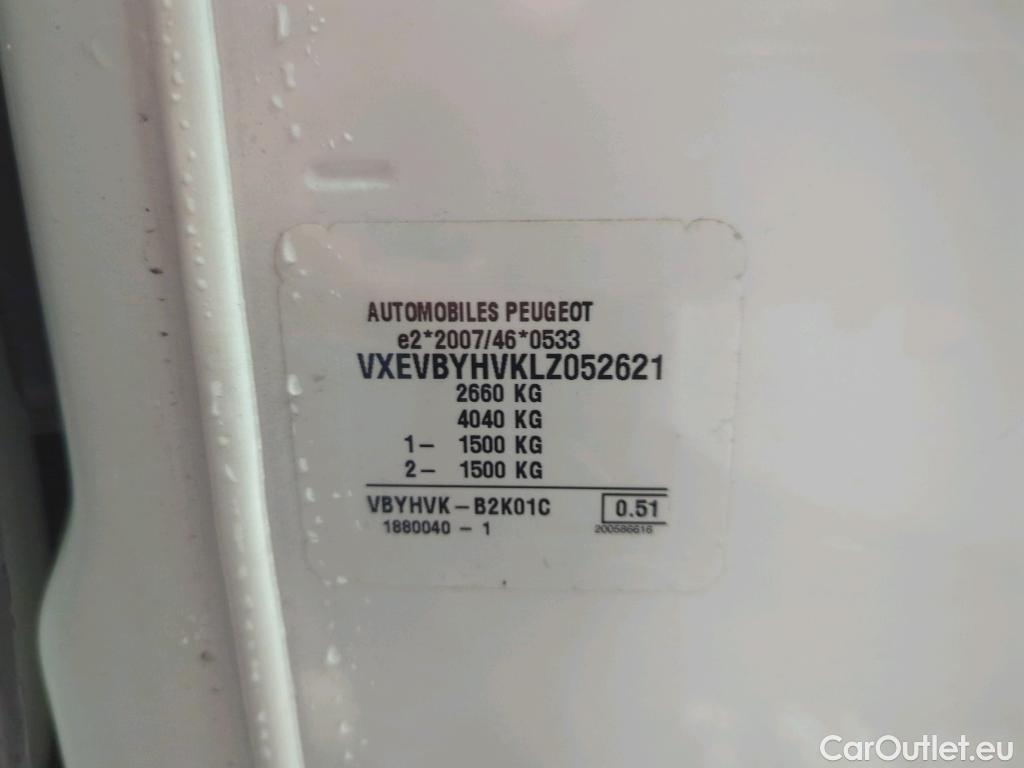 AUTOMOBILES PEUGEOT
e2*2007/46*0533
VXEVBYHVKLZ052621
2660 KG
4040 KG
1- 1500 KG
2- 1500 KG
VBYHVK-B2K01C 0.51
1880040-1 200586616
CarOutlet.eu